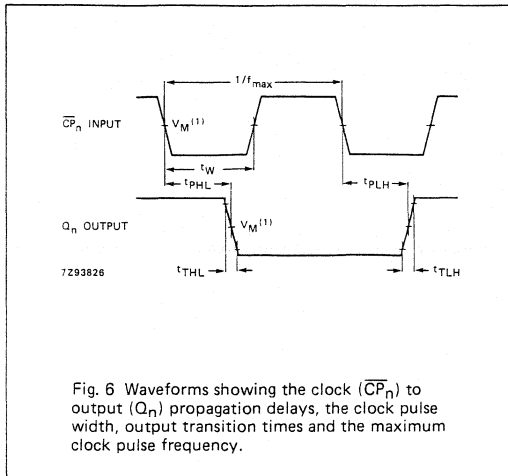 1/fmax
CPn INPUT
VM(1)
tW
tPHL
tPLH
Qn OUTPUT
VM(1)
7Z93826
tTHL
tTLH
Fig. 6 Waveforms showing the clock (CPn) to
output (Qn) propagation delays, the clock pulse
width, output transition times and the maximum
clock pulse frequency.